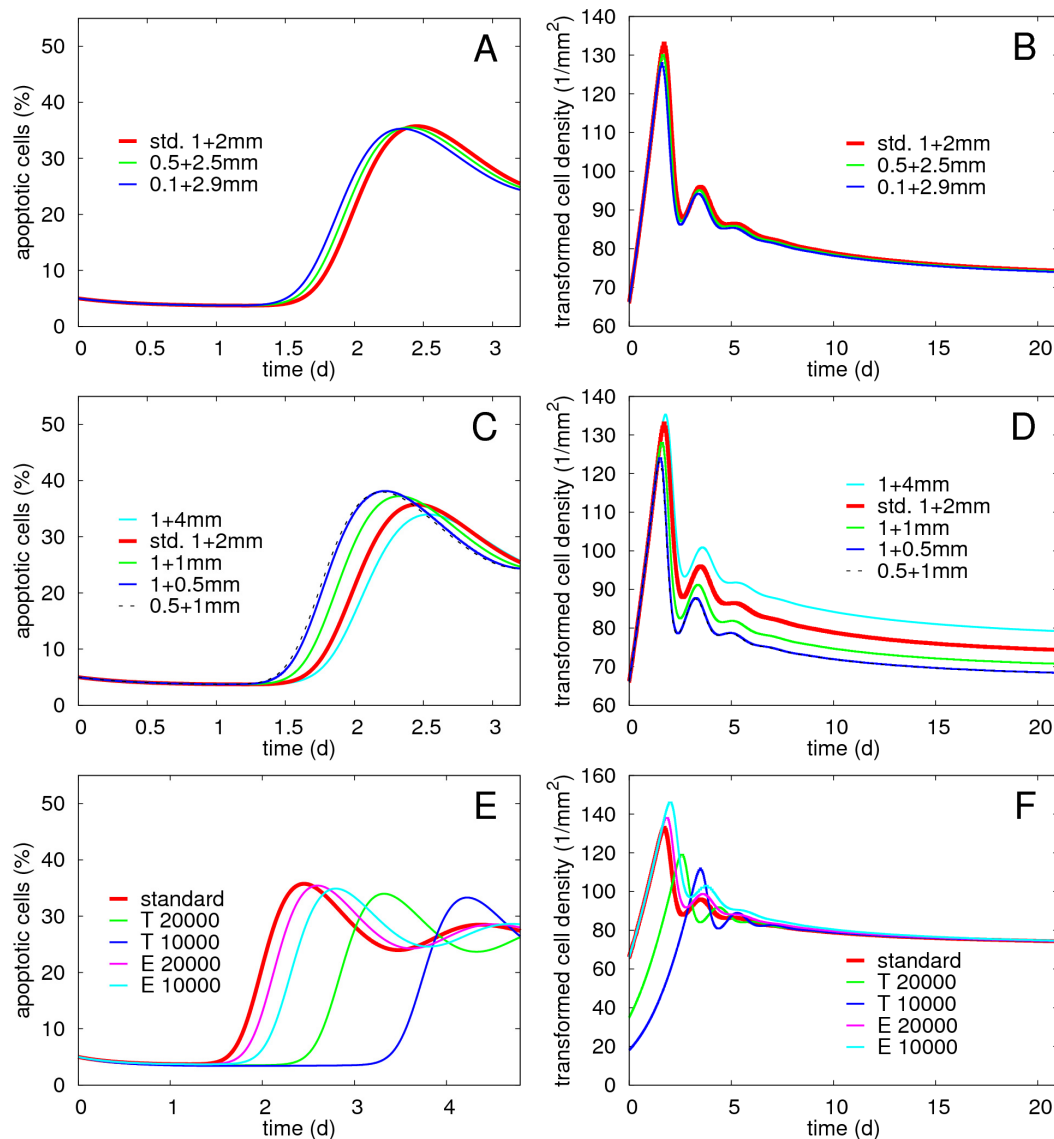 A
apoptotic cells (%)
50
40
30
20
10
0
std. 1+2mm
0.5+2.5mm
0.1+2.9mm
0 0.5 1 1.5 2 2.5 3
time (d)
B
transformed cell density (1/mm²)
140
130
120
110
100
90
80
70
60
std. 1+2mm
0.5+2.5mm
0.1+2.9mm
0 5 10 15 20
time (d)
C
apoptotic cells (%)
50
40
30
20
10
0
1+4mm
std. 1+2mm
1+1mm
1+0.5mm
0.5+1mm
0 0.5 1 1.5 2 2.5 3
time (d)
D
transformed cell density (1/mm²)
140
130
120
110
100
90
80
70
60
1+4mm
std. 1+2mm
1+1mm
1+0.5mm
0.5+1mm
0 5 10 15 20
time (d)
E
apoptotic cells (%)
50
40
30
20
10
0
standard
T 20000
T 10000
E 20000
E 10000
0 1 2 3 4
time (d)
F
transformed cell density (1/mm²)
160
140
120
100
80
60
40
20
0
standard
T 20000
T 10000
E 20000
E 10000
0 5 10 15 20
time (d)